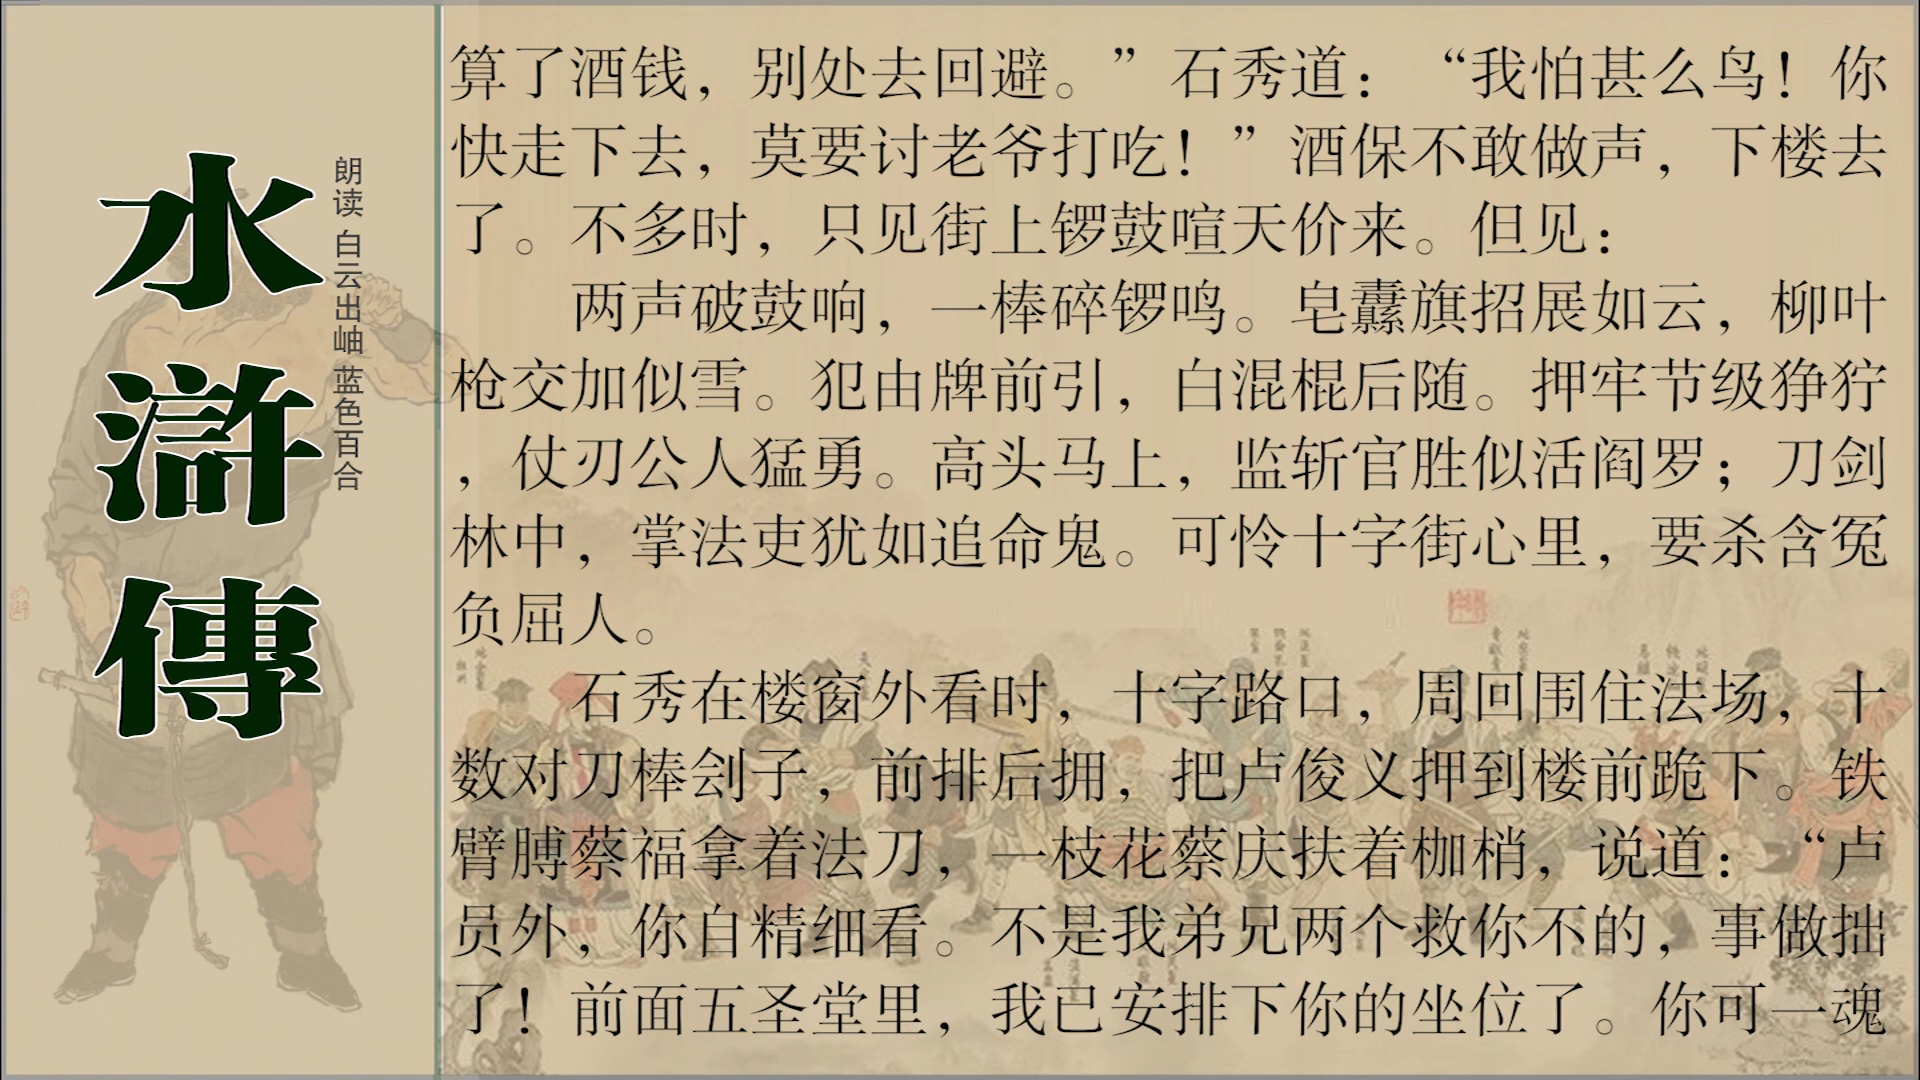 水
滸
傳
朗读 白云出岫 蓝色百合
算了酒钱，别处去回避。”石秀道：“我怕甚么鸟！你
快走下去，莫要讨老爷打吃！”酒保不敢做声，下楼去
了。不多时，只见街上锣鼓喧天价来。但见：
两声破鼓响，一棒碎锣鸣。皂纛旗招展如云，柳叶
枪交加似雪。犯由牌前引，白混棍后随。押牢节级狰狞
，仗刃公人猛勇。高头马上，监斩官胜似活阎罗；刀剑
林中，掌法吏犹如追命鬼。可怜十字街心里，要杀含冤
负屈人。
石秀在楼窗外看时，十字路口，周回围住法场，十
数对刀棒刽子，前排后拥，把卢俊义押到楼前跪下。铁
臂膊蔡福拿着法刀，一枝花蔡庆扶着枷梢，说道：“卢
员外，你自精细看。不是我弟兄两个救你不的，事做拙
了！前面五圣堂里，我已安排下你的坐位了。你可一魂